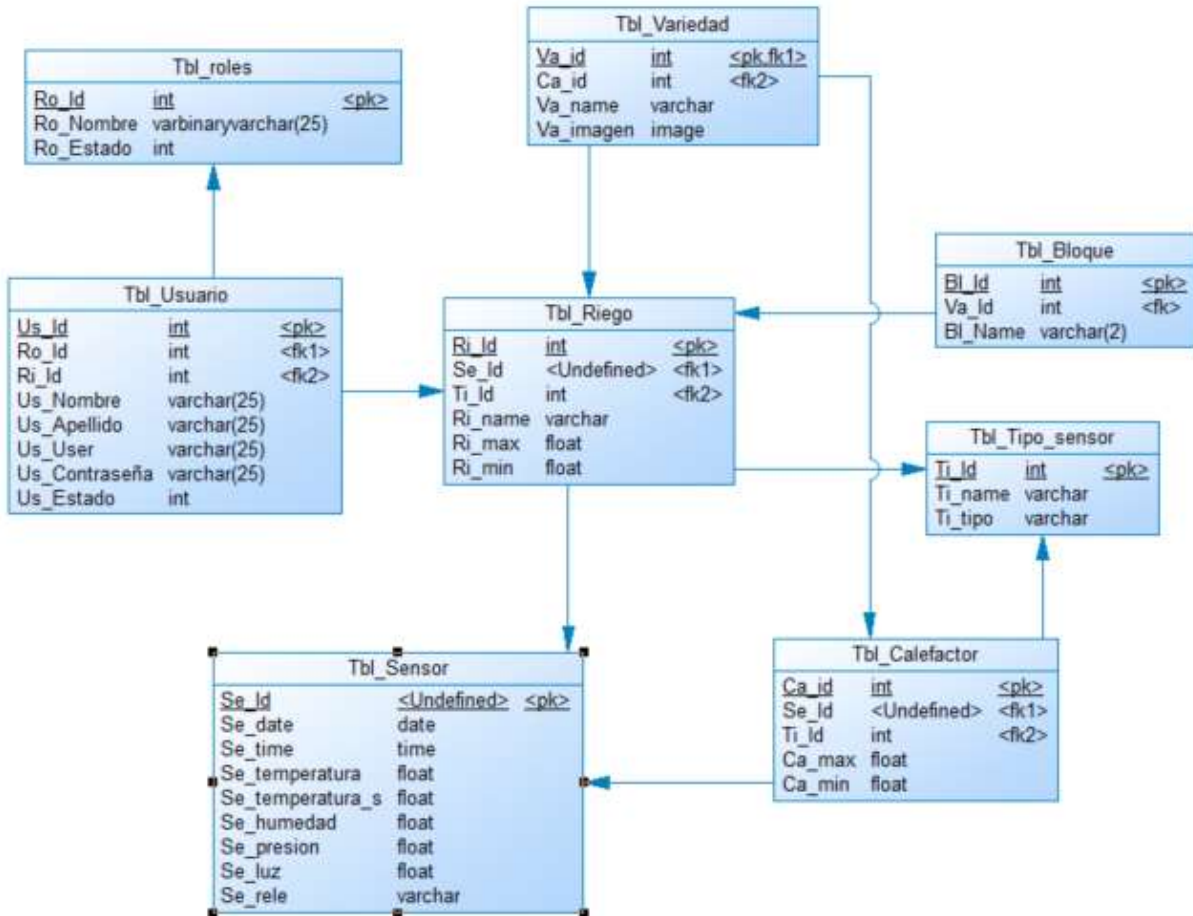 Tbl_Variedad
Va_id int <pk.fk1>
Ca_id int <fk2>
Va_name varchar
Va_imagen image
Tbl_roles
Ro_Id int <pk>
Ro_Nombre varbinaryvarchar(25)
Ro_Estado int
Tbl_Bloque
Bl_Id int <pk>
Va_Id int <fk>
Bl_Name varchar(2)
Tbl_Usuario
Us_Id int <pk>
Ro_Id int <fk1>
Ri_Id int <fk2>
Us_Nombre varchar(25)
Us_Apellido varchar(25)
Us_User varchar(25)
Us_Contraseña varchar(25)
Us_Estado int
Tbl_Riego
Ri_Id int <pk>
Se_Id <Undefined> <fk1>
Ti_Id int <fk2>
Ri_name varchar
Ri_max float
Ri_min float
Tbl_Tipo_sensor
Ti_Id int <pk>
Ti_name varchar
Ti_tipo varchar
Tbl_Sensor
Se_Id <Undefined> <pk>
Se_date date
Se_time time
Se_temperatura float
Se_temperatura_s float
Se_humedad float
Se_presion float
Se_luz float
Se_rele varchar
Tbl_Calefactor
Ca_id int <pk>
Se_Id <Undefined> <fk1>
Ti_Id int <fk2>
Ca_max float
Ca_min float